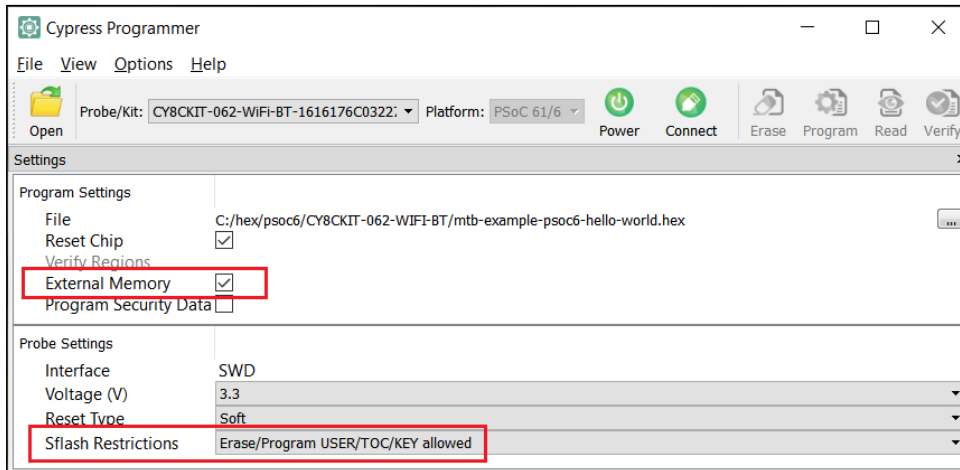 Cypress Programmer
File View Options Help
Open Probe/Kit: CY8CKIT-062-WiFi-BT-1616176C0322 Platform: PSoC 61/6 Power Connect Erase Program Read Verify
Settings
Program Settings
File C:/hex/psoc6/CY8CKIT-062-WIFI-BT/mtb-example-psoc6-hello-world.hex ...
Reset Chip
Verify Regions
External Memory
Program Security Data
Probe Settings
Interface SWD
Voltage (V) 3.3
Reset Type Soft
Sflash Restrictions Erase/Program USER/TOC/KEY allowed